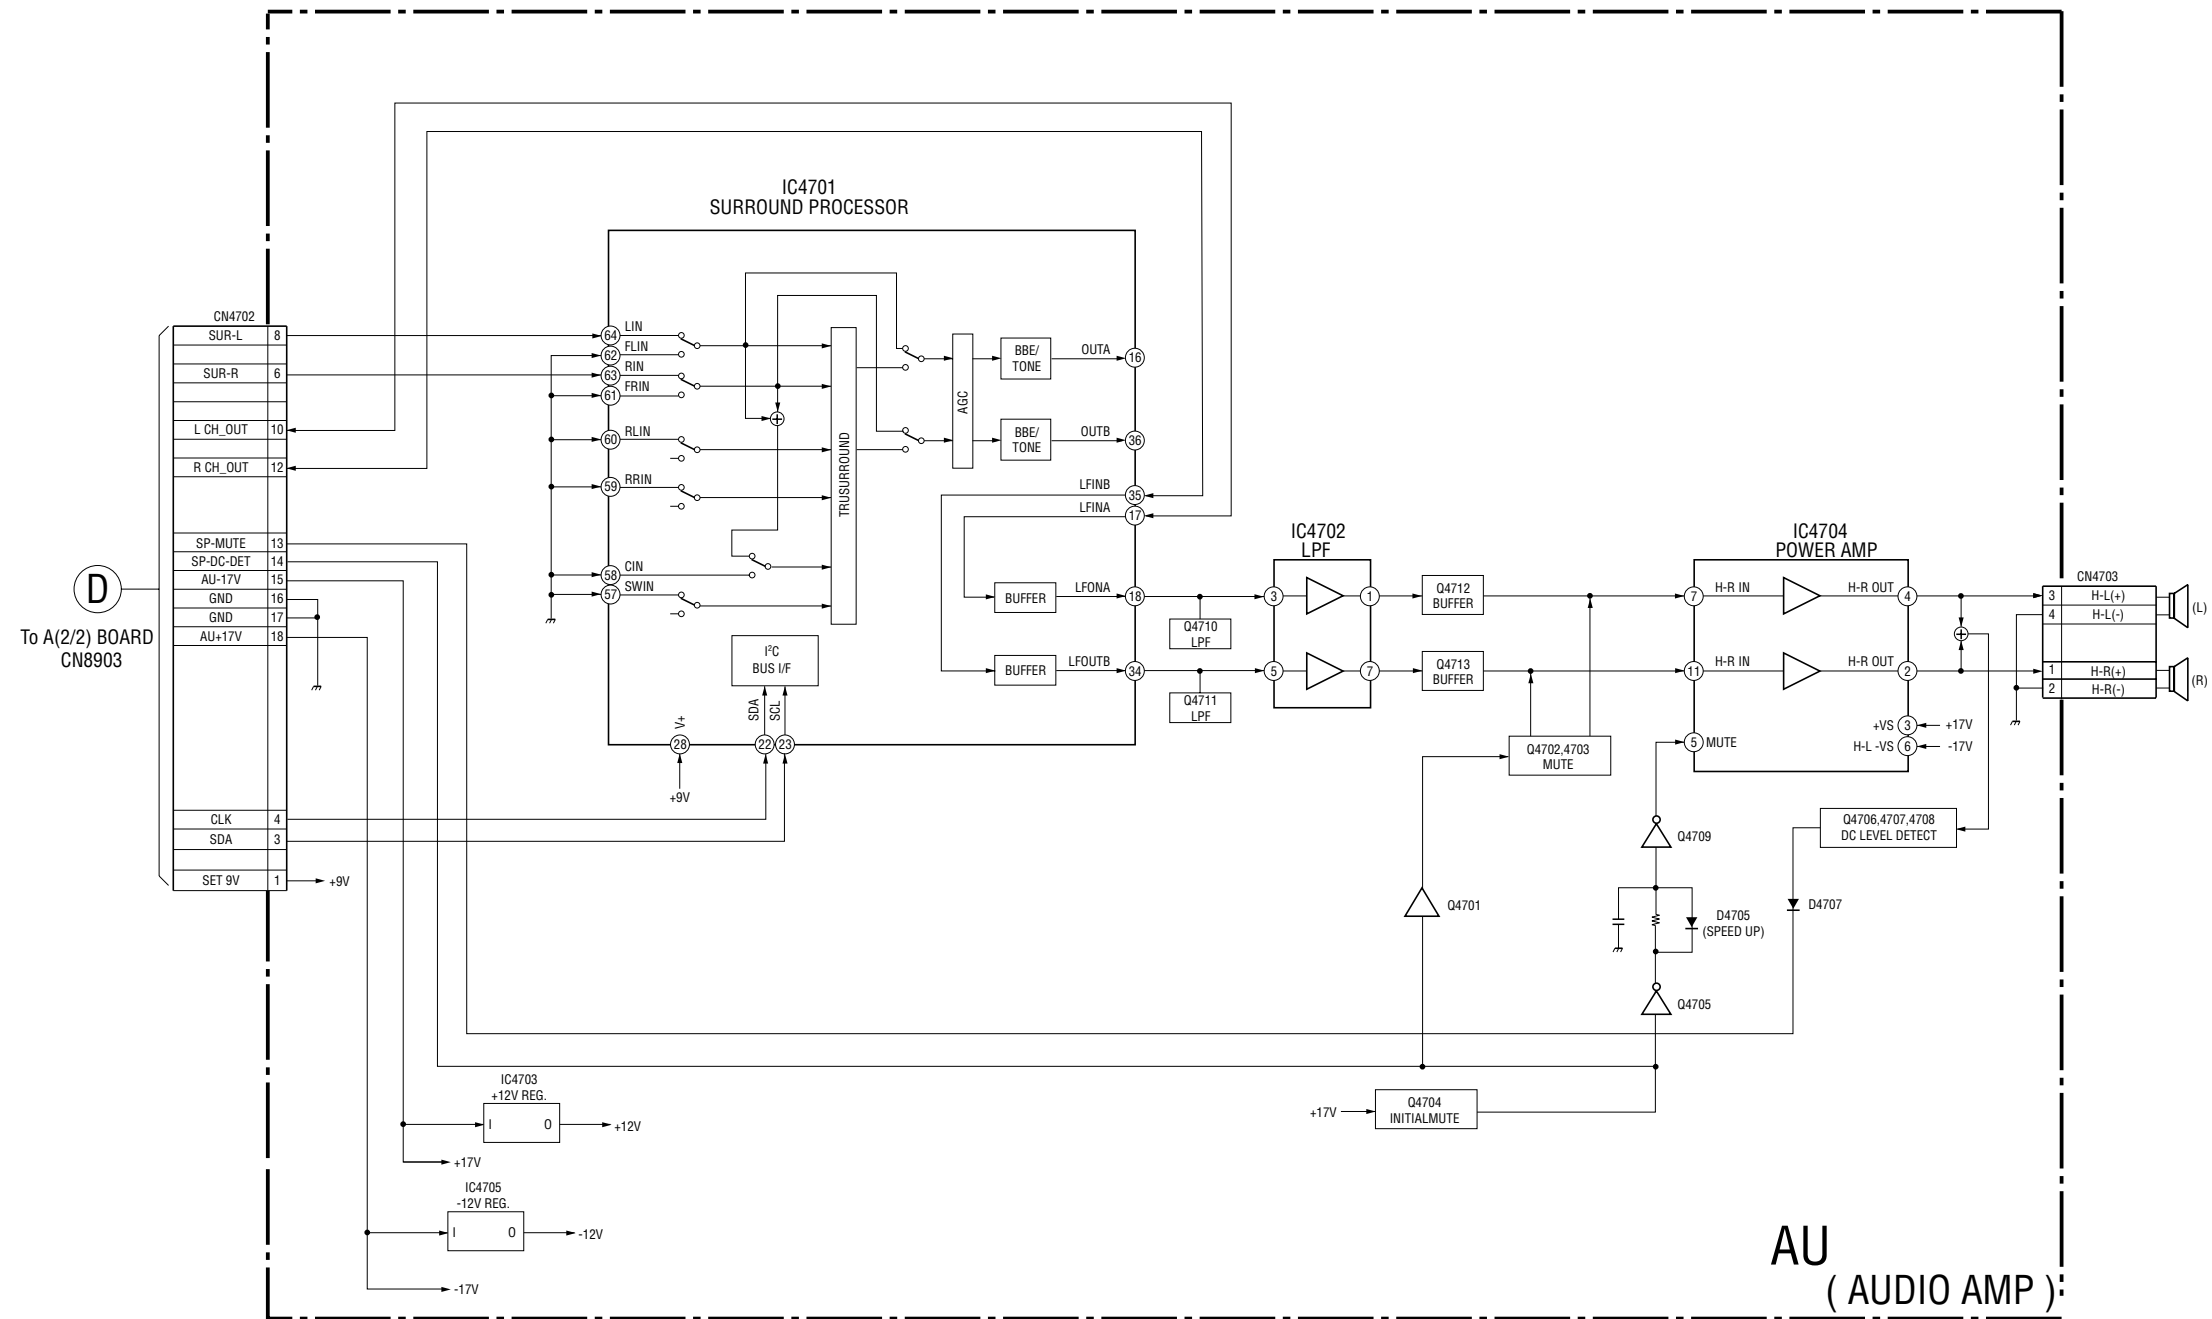 IC4701
SURROUND PROCESSOR
CN4702
SUR-L 8
SUR-R 6
L CH_OUT 10
R CH_OUT 12
SP-MUTE 13
SP-DC-DET 14
AU-17V 15
GND 16
GND 17
AU+17V 18
CLK 4
SDA 3
SET 9V 1
+9V
D
To A(2/2) BOARD
CN8903
64 LIN
62 FLIN
63 RIN
61 FRIN
60 RLIN
59 RRIN
58 CIN
57 SWIN
+
TRUSURROUND
AGC
BBE/
TONE
OUTA 16
BBE/
TONE
OUTB 36
LFINB 35
LFINA 17
BUFFER LFONA 18
BUFFER LFOUTB 34
I²C
BUS I/F
SDA
SCL
V+
28
22
23
+9V
Q4710
LPF
Q4711
LPF
IC4702
LPF
3
1
5
7
Q4712
BUFFER
Q4713
BUFFER
Q4702,4703
MUTE
IC4704
POWER AMP
7 H-R IN H-R OUT 4
11 H-R IN H-R OUT 2
+VS 3 +17V
5 MUTE
H-L -VS 6 -17V
+
CN4703
3 H-L(+)
4 H-L(-)
(L)
1 H-R(+)
2 H-R(-)
(R)
Q4706,4707,4708
DC LEVEL DETECT
Q4709
Q4701
D4705
(SPEED UP)
D4707
Q4705
+17V
Q4704
INITIALMUTE
IC4703
+12V REG.
I O
+12V
+17V
IC4705
-12V REG.
I O
-12V
-17V
AU
( AUDIO AMP )